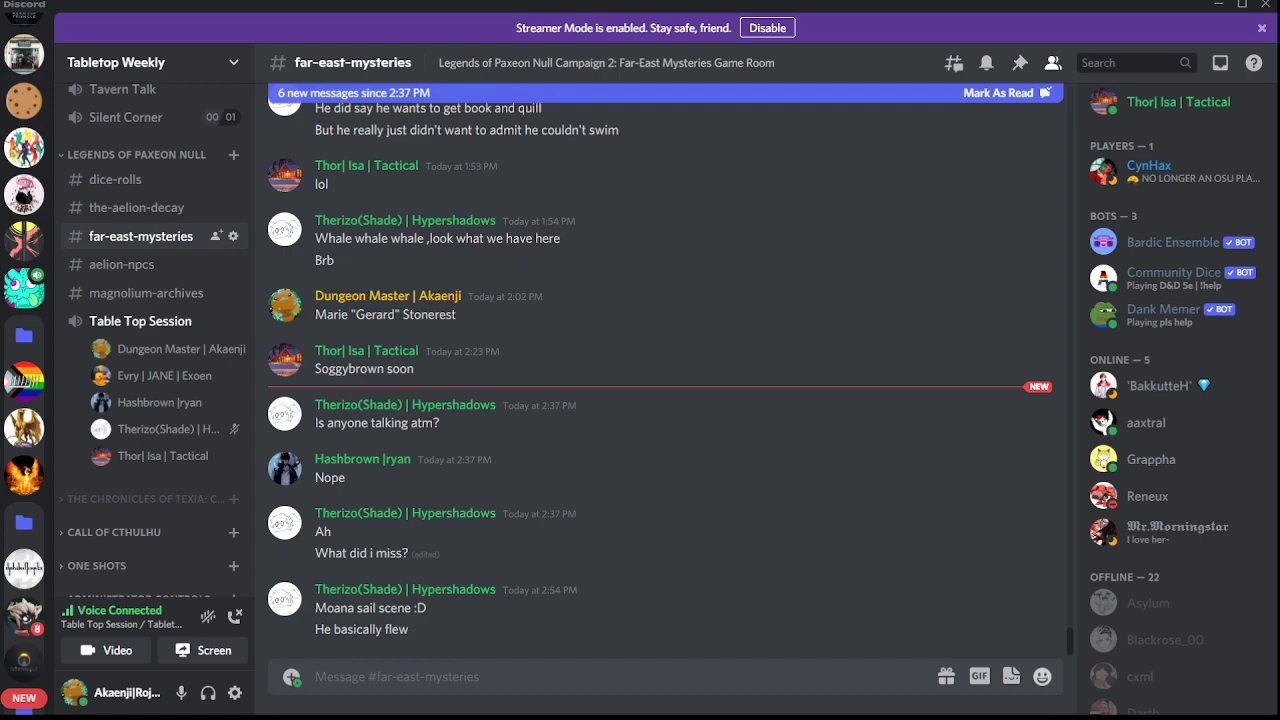 Discord
Streamer Mode is enabled. Stay safe, friend.
Disable
Tabletop Weekly
Tavern Talk
Silent Corner
00 01
LEGENDS OF PAXEON NULL
dice-rolls
the-aelion-decay
far-east-mysteries
aelion-npcs
magnolium-archives
Table Top Session
Dungeon Master | Akaenji
Evry | JANE | Exoen
Hashbrown |ryan
Therizo(Shade) | H...
Thor| Isa | Tactical
THE CHRONICLES OF TEXIA: C...
CALL OF CTHULHU
ONE SHOTS
Voice Connected
Table Top Session / Tablet...
Video
Screen
AkaenjilRoj...
8
NEW
# far-east-mysteries
Legends of Paxeon Null Campaign 2: Far-East Mysteries Game Room
Search
6 new messages since 2:37 PM
Mark As Read
He did say he wants to get book and quill
But he really just didn't want to admit he couldn't swim
Thor| Isa | Tactical Today at 1:53 PM
lol
Therizo(Shade) | Hypershadows Today at 1:54 PM
Whale whale whale ,look what we have here
Brb
Dungeon Master | Akaenji Today at 2:02 PM
Marie "Gerard" Stonerest
Thor| Isa | Tactical Today at 2:23 PM
Soggybrown soon
NEW
Therizo(Shade) | Hypershadows Today at 2:37 PM
Is anyone talking atm?
Hashbrown |ryan Today at 2:37 PM
Nope
Therizo(Shade) | Hypershadows Today at 2:37 PM
Ah
What did i miss? (edited)
Therizo(Shade) | Hypershadows Today at 2:54 PM
Moana sail scene :D
He basically flew
Message #far-east-mysteries
GIF
Thor| Isa | Tactical
PLAYERS — 1
CynHax
NO LONGER AN OSU PLA...
BOTS — 3
Bardic Ensemble ✓ BOT
Community Dice ✓ BOT
Playing D&D 5e | !help
Dank Memer ✓ BOT
Playing pls help
ONLINE — 5
'BakkutteH'
aaxtral
Grappha
Reneux
𝕸𝖗.𝕸𝖔𝖗𝖓𝖎𝖓𝖌𝖘𝖙𝖆𝖗
I love her~
OFFLINE — 22
Asylum
Blackrose_00
cxml
Darth